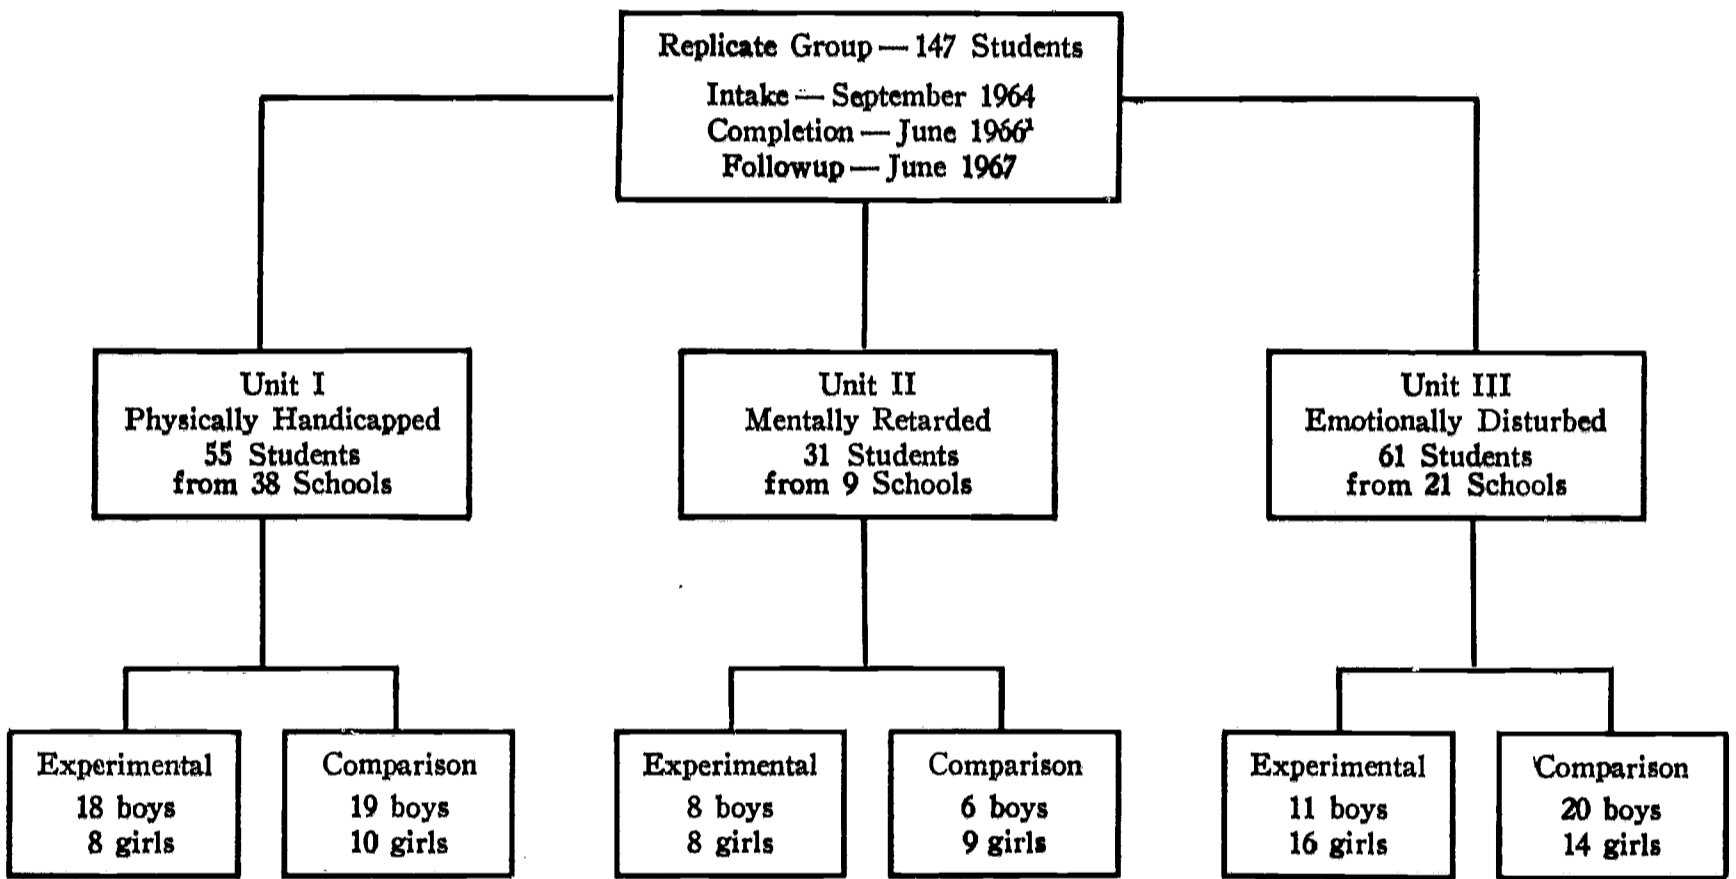 Replicate Group — 147 Students
Intake — September 1964
Completion — June 1966¹
Followup — June 1967
Unit I
Physically Handicapped
55 Students
from 38 Schools
Unit II
Mentally Retarded
31 Students
from 9 Schools
Unit III
Emotionally Disturbed
61 Students
from 21 Schools
Experimental
18 boys
8 girls
Comparison
19 boys
10 girls
Experimental
8 boys
8 girls
Comparison
6 boys
9 girls
Experimental
11 boys
16 girls
Comparison
20 boys
14 girls